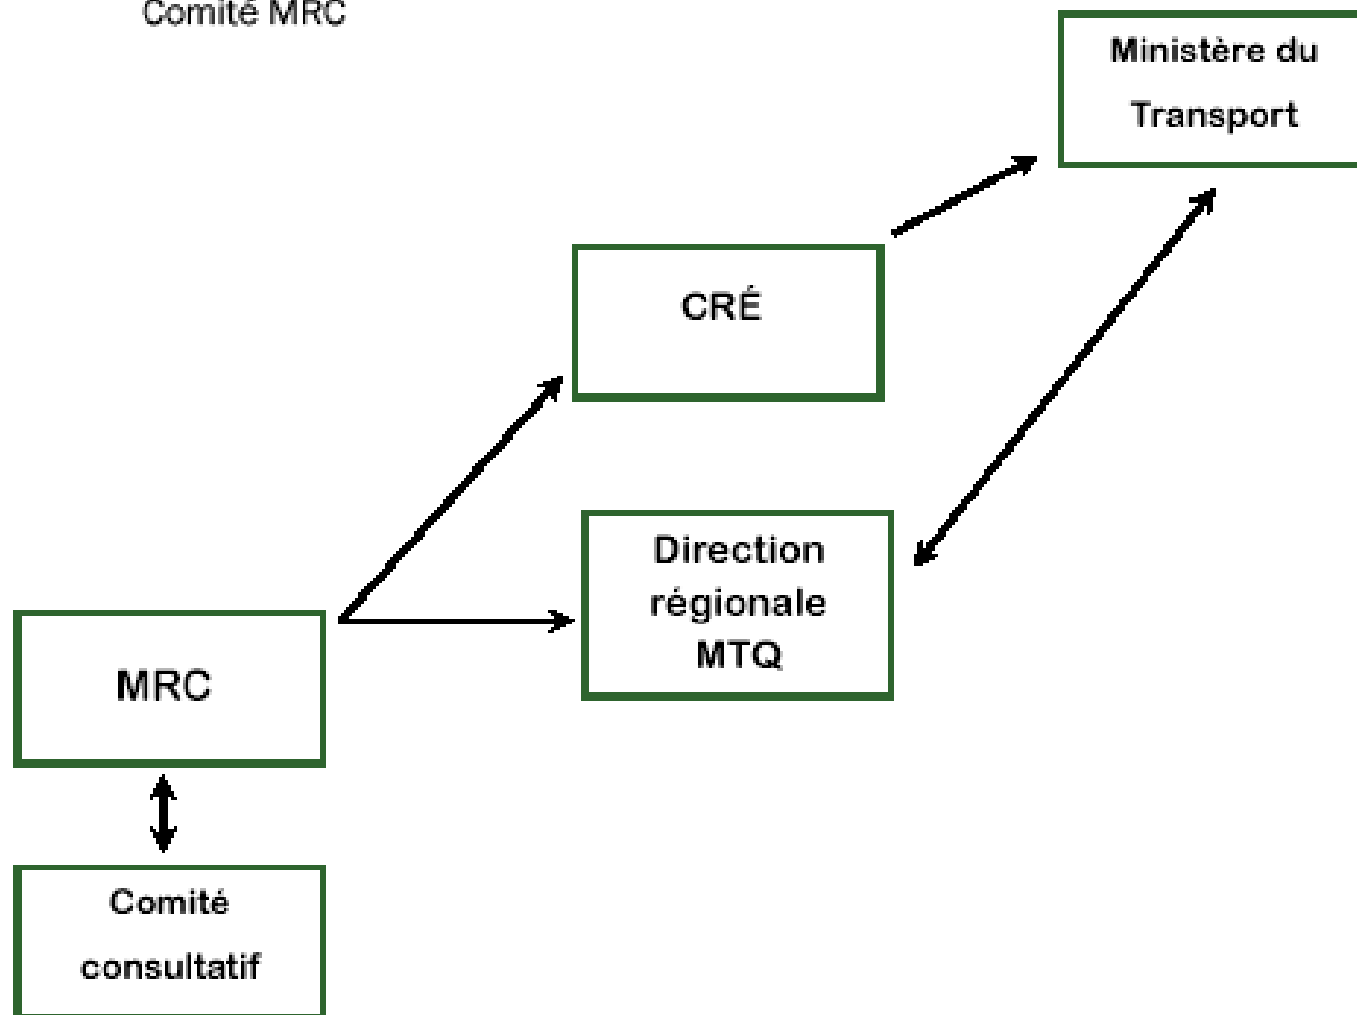 Comité MRC
Ministère du
Transport
CRÉ
Direction
régionale
MTQ
MRC
Comité
consultatif